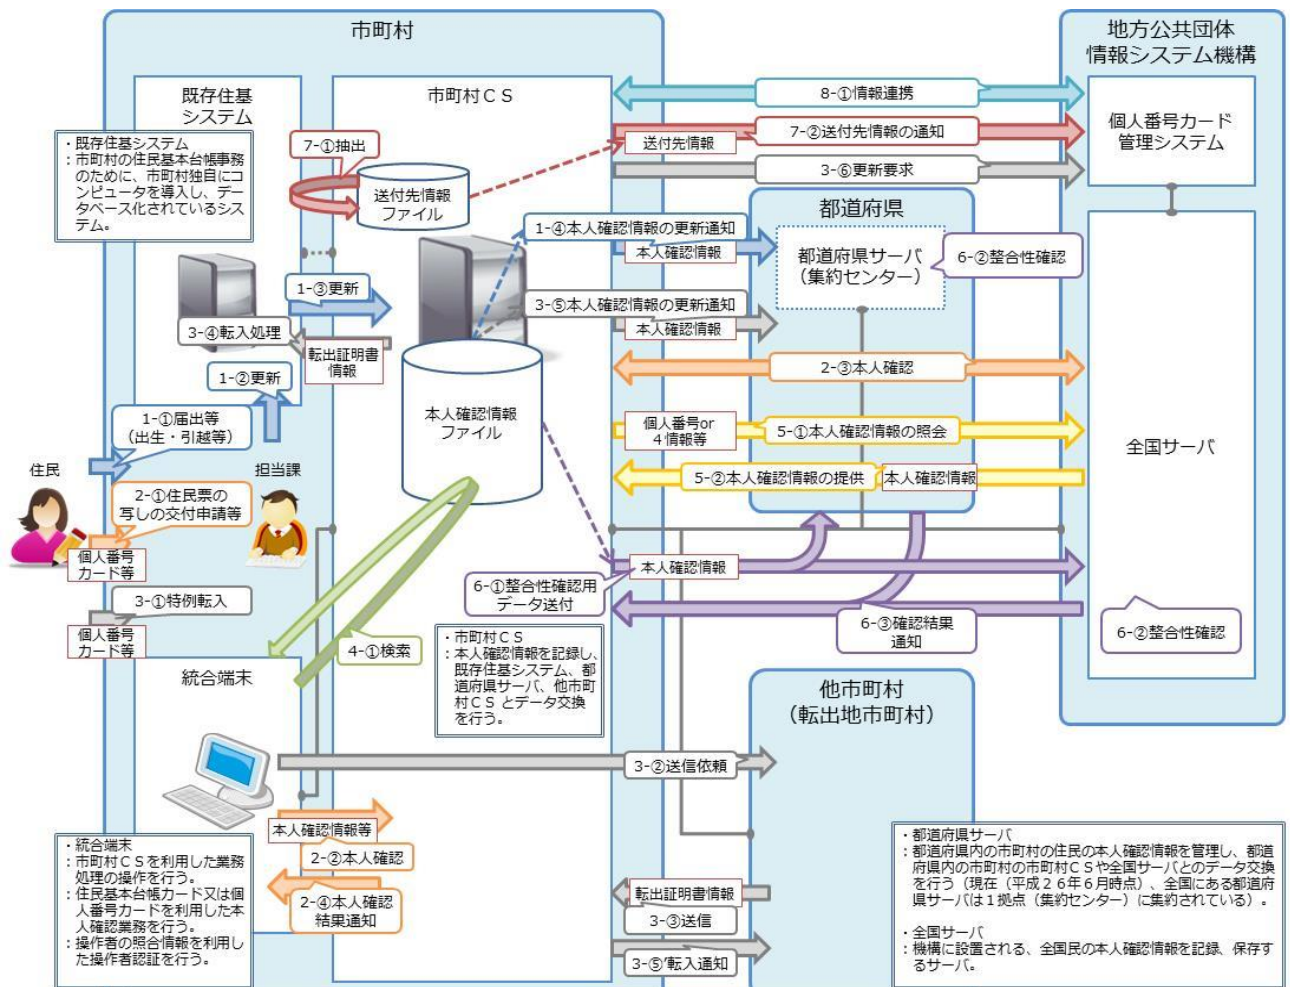 市町村
地方公共団体
情報システム機構
既存住基
システム
市町村ＣＳ
個人番号カード
管理システム
8-①情報連携
7-②送付先情報の通知
送付先情報
3-⑥更新要求
・既存住基システム
：市町村の住民基本台帳事務
のために、市町村独自にコ
ンピュータを導入し、デー
タベース化されているシス
テム。
7-①抽出
送付先情報
ファイル
都道府県
都道府県サーバ
（集約センター）
6-②整合性確認
1-④本人確認情報の更新通知
本人確認情報
1-③更新
3-⑤本人確認情報の更新通知
本人確認情報
3-④転入処理
転出証明書
情報
1-②更新
2-③本人確認
1-①届出等
（出生・引越等）
本人確認情報
ファイル
個人番号or
４情報等
5-①本人確認情報の照会
全国サーバ
5-②本人確認情報の提供
本人確認情報
住民
担当課
2-①住民票の
写しの交付申請等
個人番号
カード等
3-①特例転入
個人番号
カード等
本人確認情報
6-①整合性確認用
データ送付
6-③確認結果
通知
6-②整合性確認
4-①検索
・市町村ＣＳ
：本人確認情報を記録し、
既存住基システム、都
道府県サーバ、他市町
村ＣＳとデータ交換
を行う。
統合端末
他市町村
（転出地市町村）
3-②送信依頼
本人確認情報等
2-②本人確認
2-④本人確認
結果通知
転出証明書情報
3-③送信
3-⑤’転入通知
・統合端末
：市町村ＣＳを利用した業務
処理の操作を行う。
：住民基本台帳カード又は個
人番号カードを利用した本
人確認業務を行う。
：操作者の照合情報を利用し
た操作者認証を行う。
・都道府県サーバ
：都道府県内の市町村の住民の本人確認情報を管理し、都道
府県内の市町村の市町村ＣＳや全国サーバとのデータ交換
を行う（現在（平成２６年６月時点）、全国にある都道府
県サーバは１拠点（集約センター）に集約されている）。
・全国サーバ
：機構に設置される、全国民の本人確認情報を記録、保存す
るサーバ。